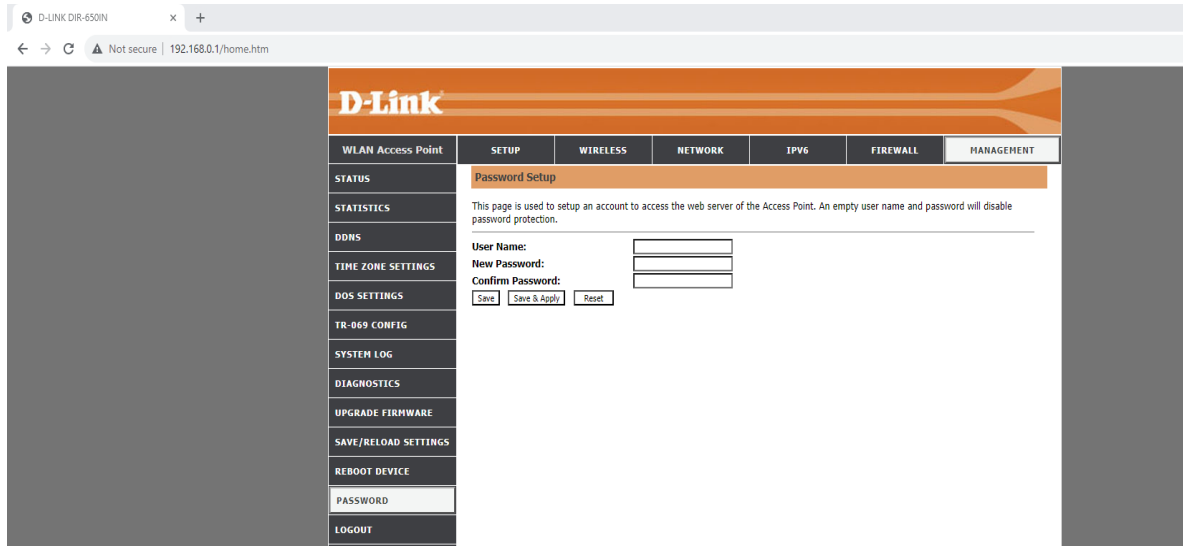 D-LINK DIR-650IN
Not secure | 192.168.0.1/home.htm
D-Link
WLAN Access Point SETUP WIRELESS NETWORK IPV6 FIREWALL MANAGEMENT
STATUS
STATISTICS
DDNS
TIME ZONE SETTINGS
DOS SETTINGS
TR-069 CONFIG
SYSTEM LOG
DIAGNOSTICS
UPGRADE FIRMWARE
SAVE/RELOAD SETTINGS
REBOOT DEVICE
PASSWORD
LOGOUT
Password Setup
This page is used to setup an account to access the web server of the Access Point. An empty user name and password will disable
password protection.
User Name:
New Password:
Confirm Password:
Save Save & Apply Reset